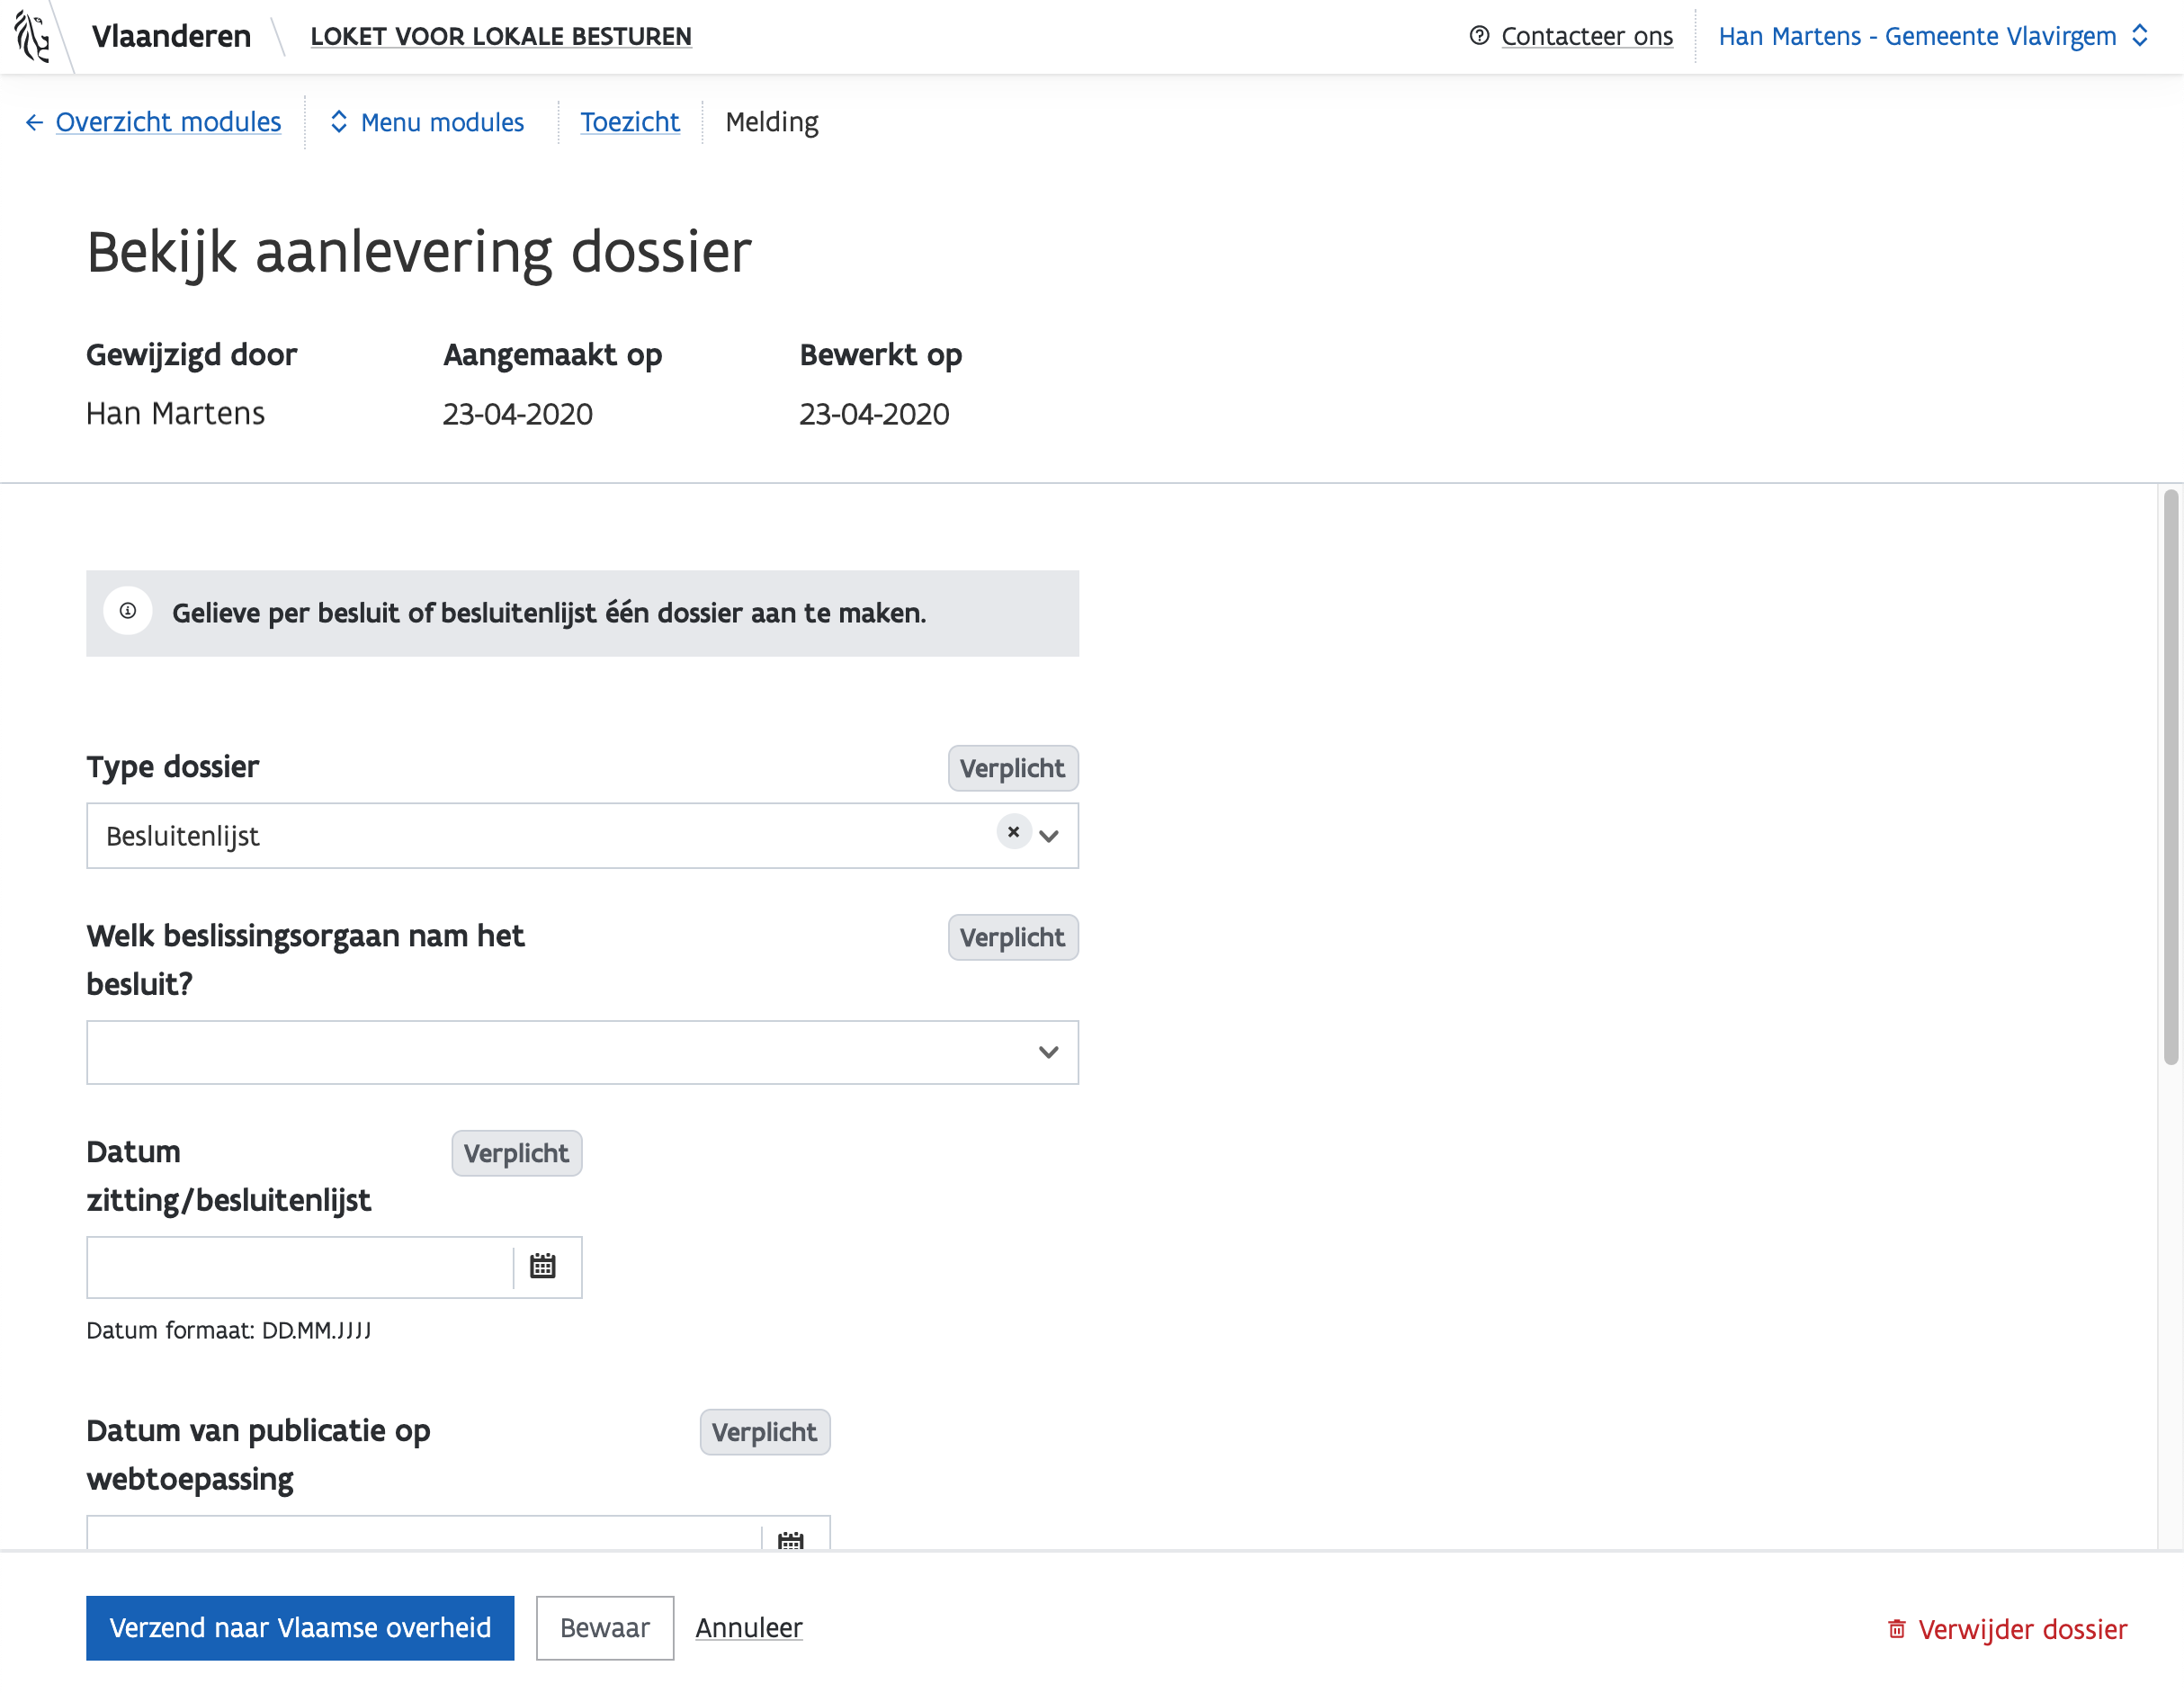 Vlaanderen LOKET VOOR LOKALE BESTUREN Contacteer ons Han Martens - Gemeente Vlavirgem
Overzicht modules Menu modules Toezicht Melding
Bekijk aanlevering dossier
Gewijzigd door Aangemaakt op Bewerkt op
Han Martens 23-04-2020 23-04-2020
Gelieve per besluit of besluitenlijst één dossier aan te maken.
Type dossier Verplicht
Besluitenlijst
Welk beslissingsorgaan nam het Verplicht
besluit?
Datum Verplicht
zitting/besluitenlijst
Datum formaat: DD.MM.JJJJ
Datum van publicatie op Verplicht
webtoepassing
Verzend naar Vlaamse overheid Bewaar Annuleer Verwijder dossier